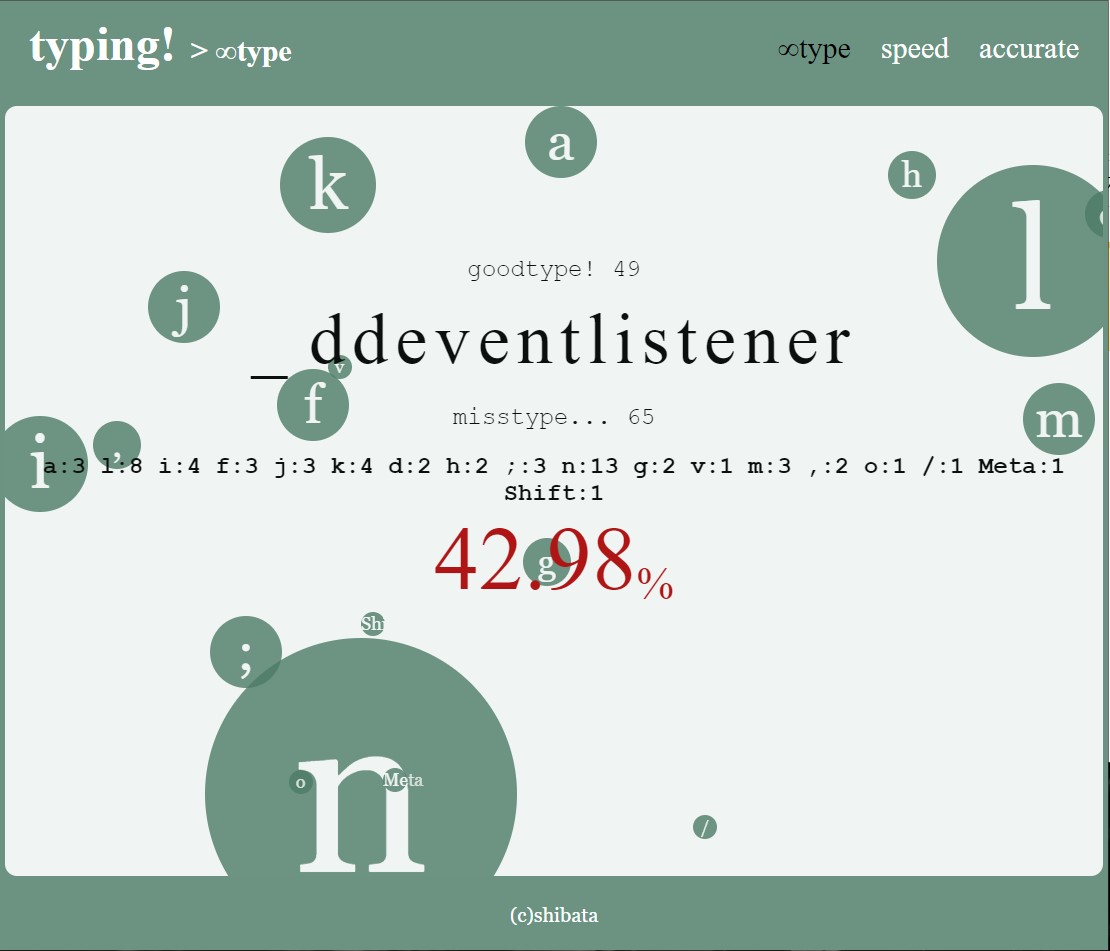 typing! > ∞type
∞type speed accurate
a
k
h
l
j
goodtype! 49
_ddeventlistener
v
f
misstype... 65
m
i
,
a:3 l:8 i:4 f:3 j:3 k:4 d:2 h:2 ;:3 n:13 g:2 v:1 m:3 ,:2 o:1 /:1 Meta:1
Shift:1
42.98%
g
Shi
;
n
o
Meta
/
(c)shibata